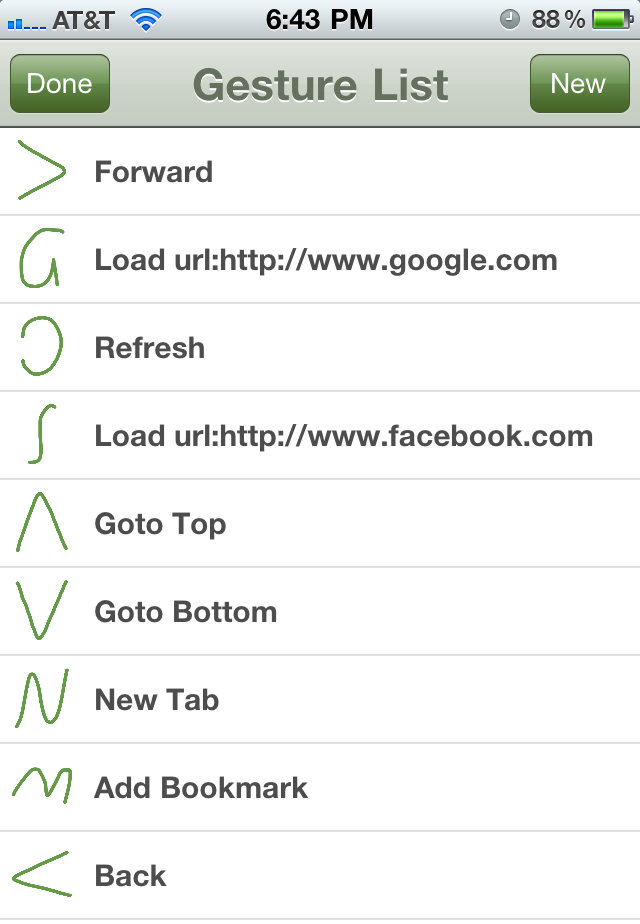 AT&T 6:43 PM 88%
Done Gesture List New
Forward
Load url:http://www.google.com
Refresh
Load url:http://www.facebook.com
Goto Top
Goto Bottom
New Tab
Add Bookmark
Back